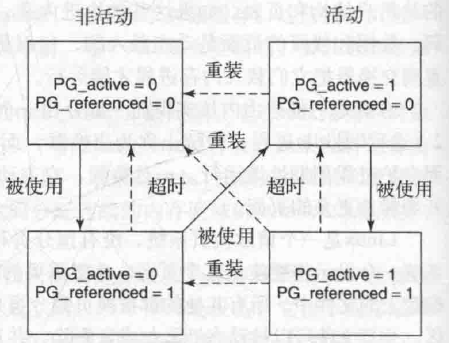 非活动
活动
PG_active = 0
PG_referenced = 0
重装
PG_active = 1
PG_referenced = 0
重装
被使用
超时
超时
被使用
被使用
PG_active = 0
PG_referenced = 1
重装
PG_active = 1
PG_referenced = 1